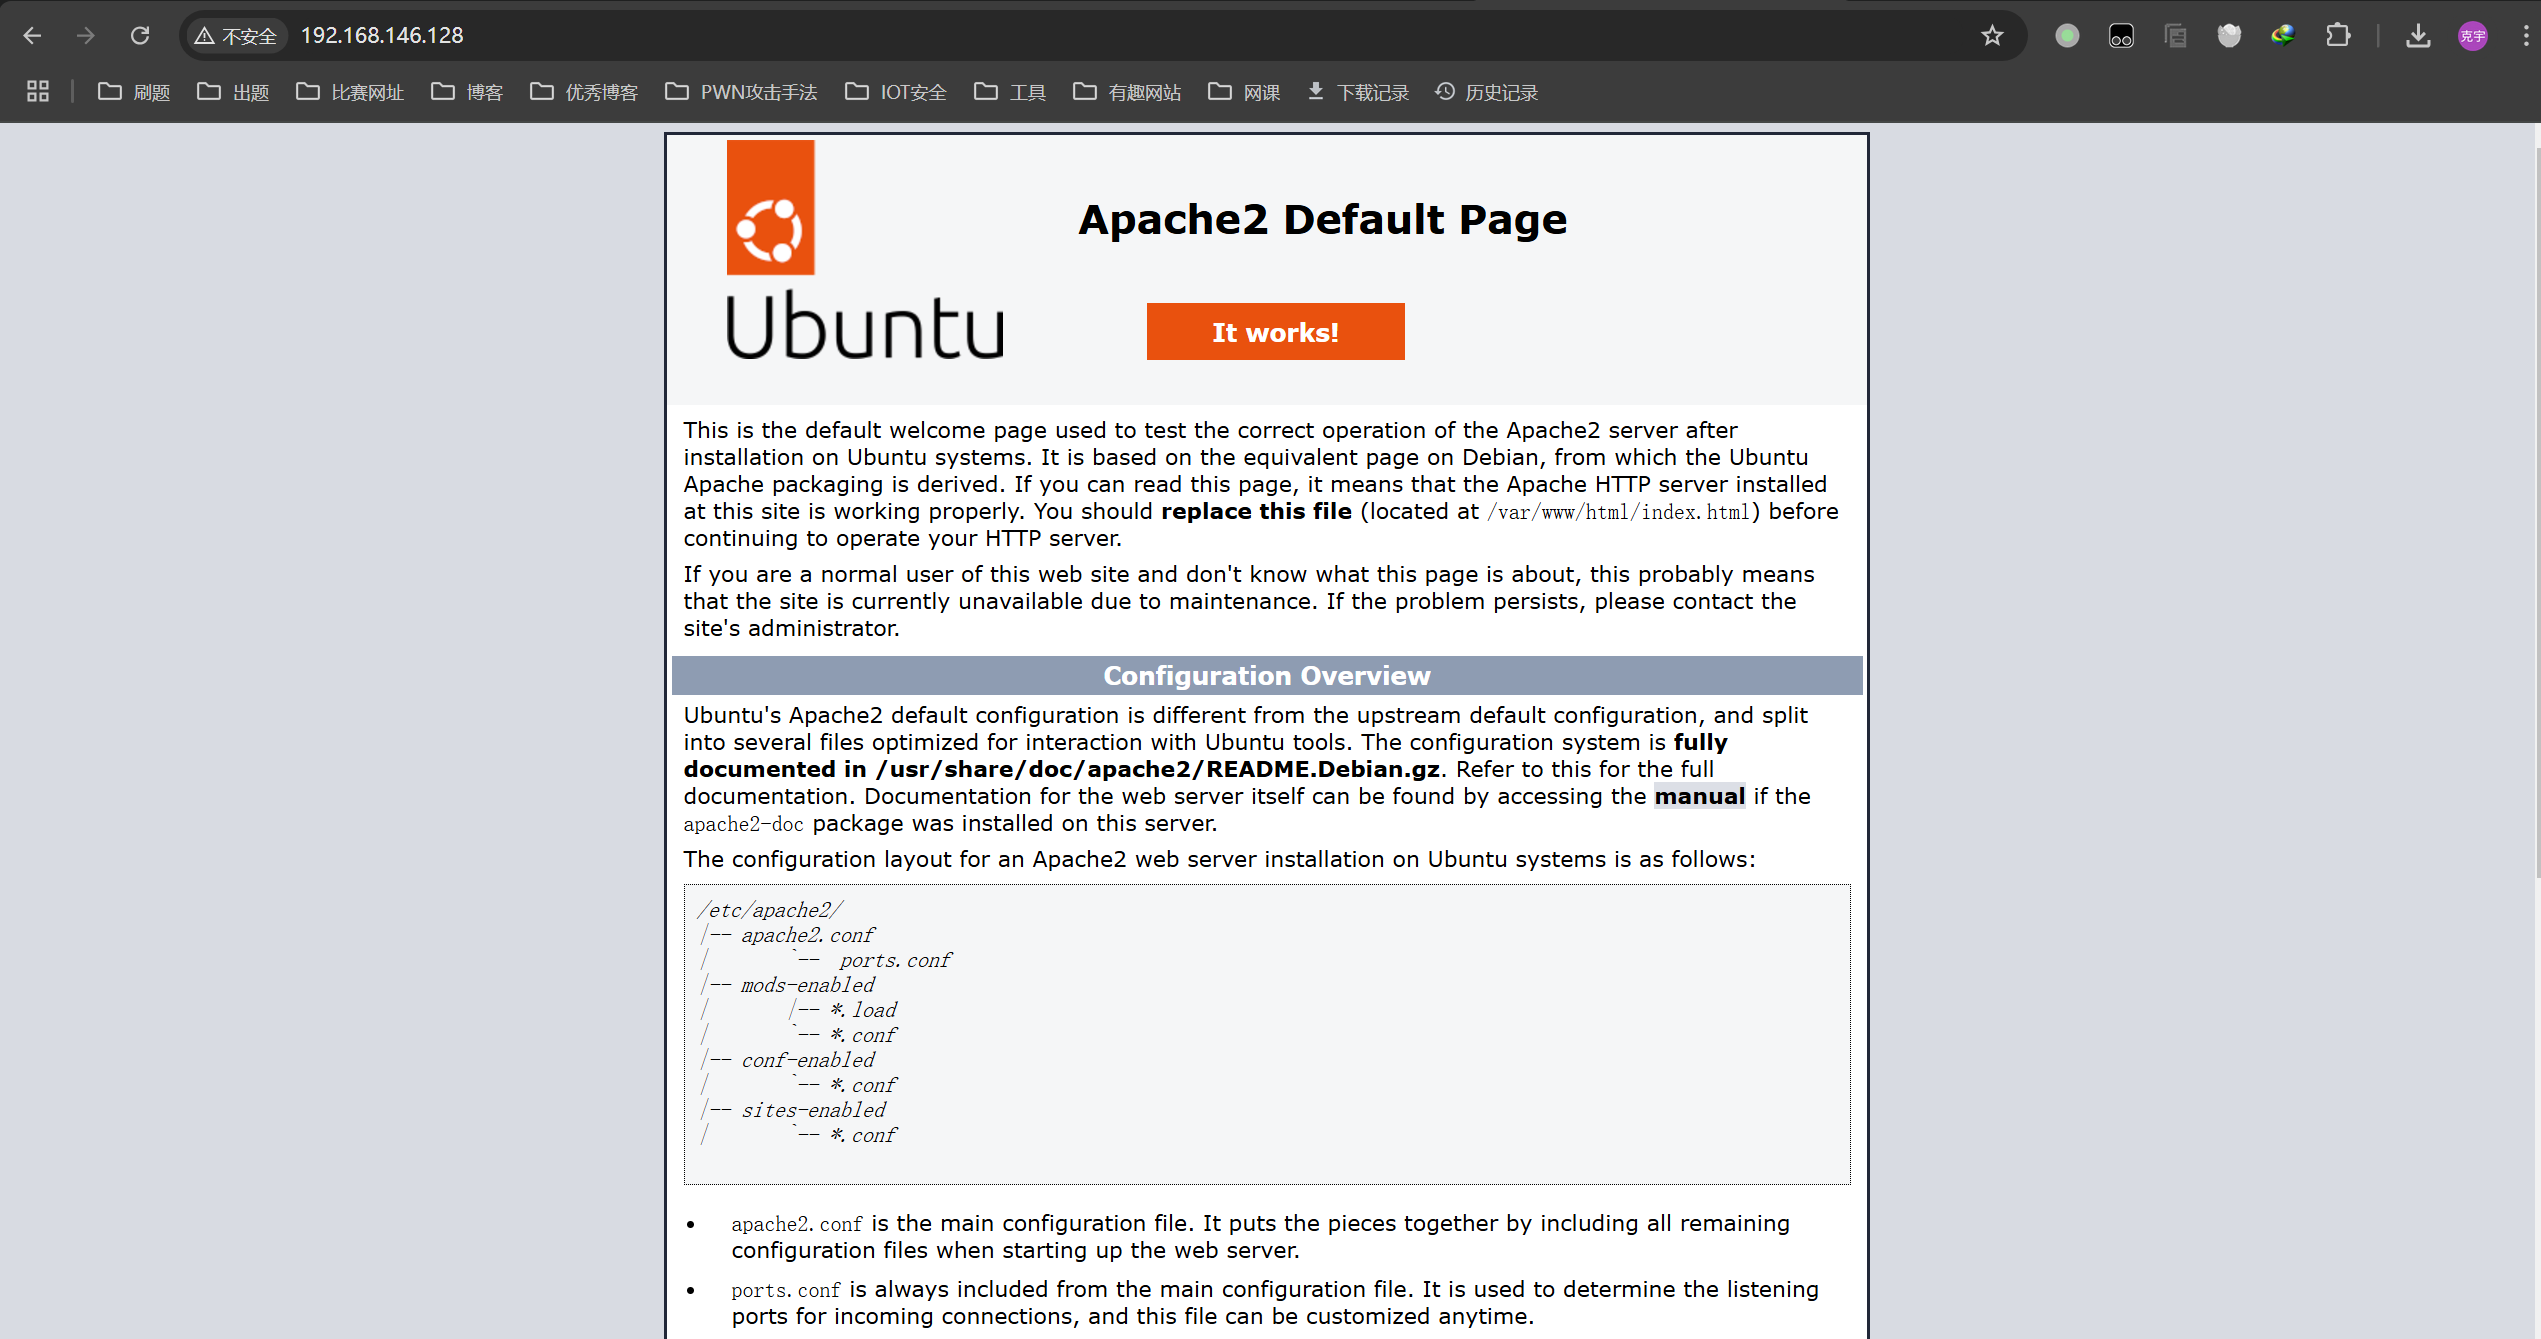 不安全 192.168.146.128 克宇
刷题 出题 比赛网址 博客 优秀博客 PWN攻击手法 IOT安全 工具 有趣网站 网课 下载记录 历史记录
Ubuntu
Apache2 Default Page
It works!
This is the default welcome page used to test the correct operation of the Apache2 server after
installation on Ubuntu systems. It is based on the equivalent page on Debian, from which the Ubuntu
Apache packaging is derived. If you can read this page, it means that the Apache HTTP server installed
at this site is working properly. You should replace this file (located at /var/www/html/index.html) before
continuing to operate your HTTP server.
If you are a normal user of this web site and don't know what this page is about, this probably means
that the site is currently unavailable due to maintenance. If the problem persists, please contact the
site's administrator.
Configuration Overview
Ubuntu's Apache2 default configuration is different from the upstream default configuration, and split
into several files optimized for interaction with Ubuntu tools. The configuration system is fully
documented in /usr/share/doc/apache2/README.Debian.gz. Refer to this for the full
documentation. Documentation for the web server itself can be found by accessing the manual if the
apache2-doc package was installed on this server.
The configuration layout for an Apache2 web server installation on Ubuntu systems is as follows:
/etc/apache2/
|-- apache2.conf
|       `--  ports.conf
|-- mods-enabled
|       |-- *.load
|       `-- *.conf
|-- conf-enabled
|       `-- *.conf
|-- sites-enabled
|       `-- *.conf
• apache2.conf is the main configuration file. It puts the pieces together by including all remaining
configuration files when starting up the web server.
• ports.conf is always included from the main configuration file. It is used to determine the listening
ports for incoming connections, and this file can be customized anytime.